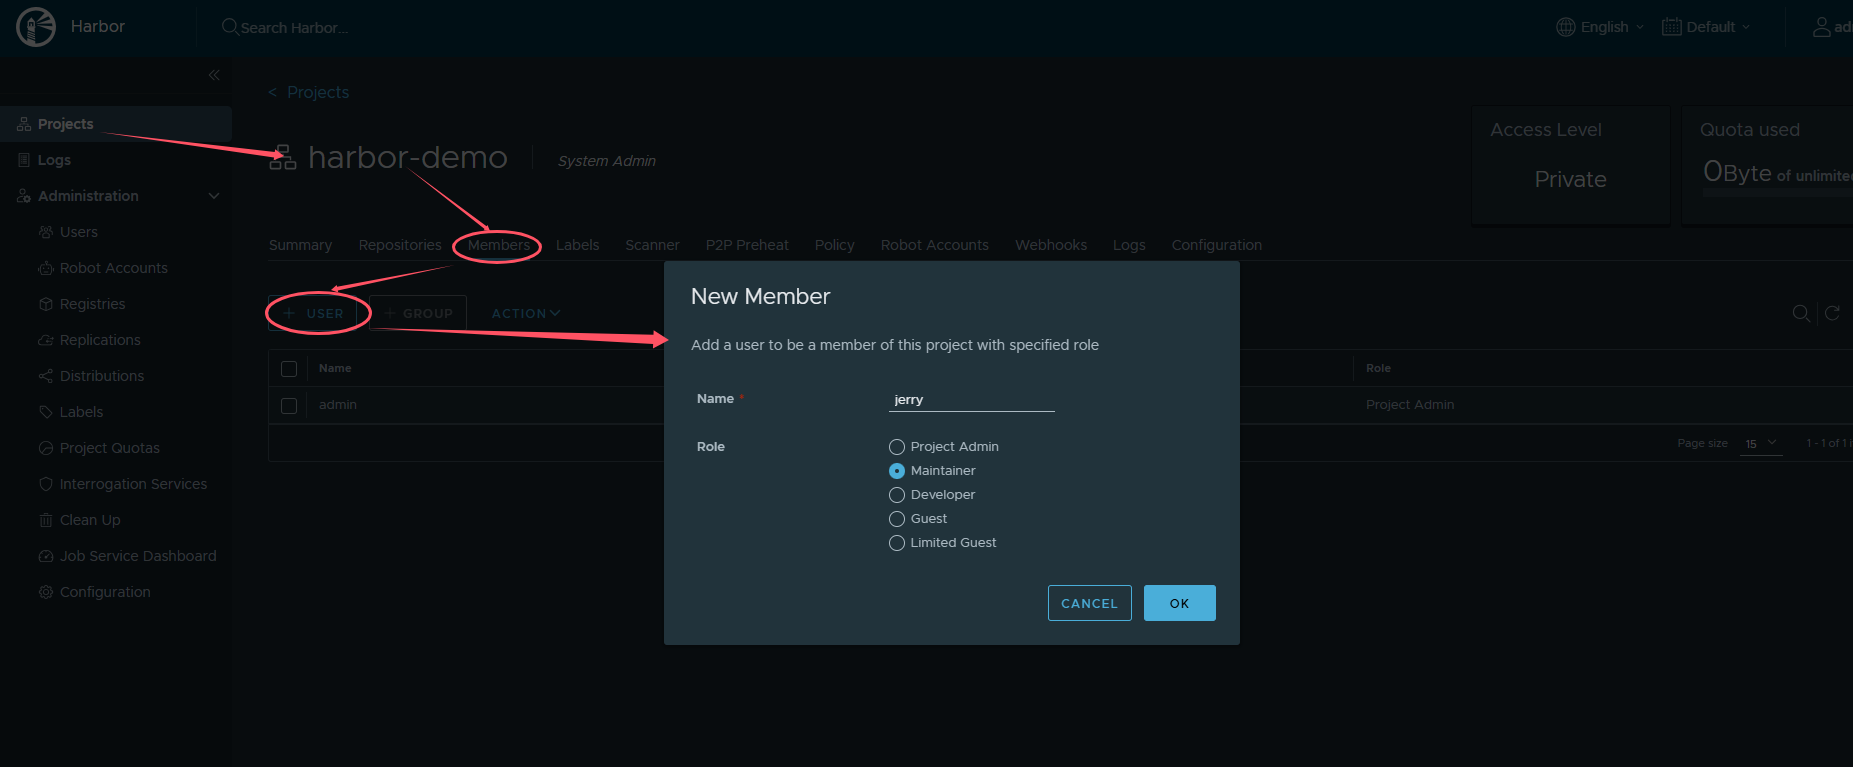 Harbor
Search Harbor...
English
Default
«
< Projects
Projects
Logs
Administration
Users
Robot Accounts
Registries
Replications
Distributions
Labels
Project Quotas
Interrogation Services
Clean Up
Job Service Dashboard
Configuration
harbor-demo
System Admin
Access Level
Private
Quota used
0Byte of unlimited
Summary Repositories Members Labels Scanner P2P Preheat Policy Robot Accounts Webhooks Logs Configuration
+ USER + GROUP ACTION
Name Role
admin Project Admin
Page size 15 1 - 1 of 1
New Member
Add a user to be a member of this project with specified role
Name * jerry
Role
Project Admin
Maintainer
Developer
Guest
Limited Guest
CANCEL OK